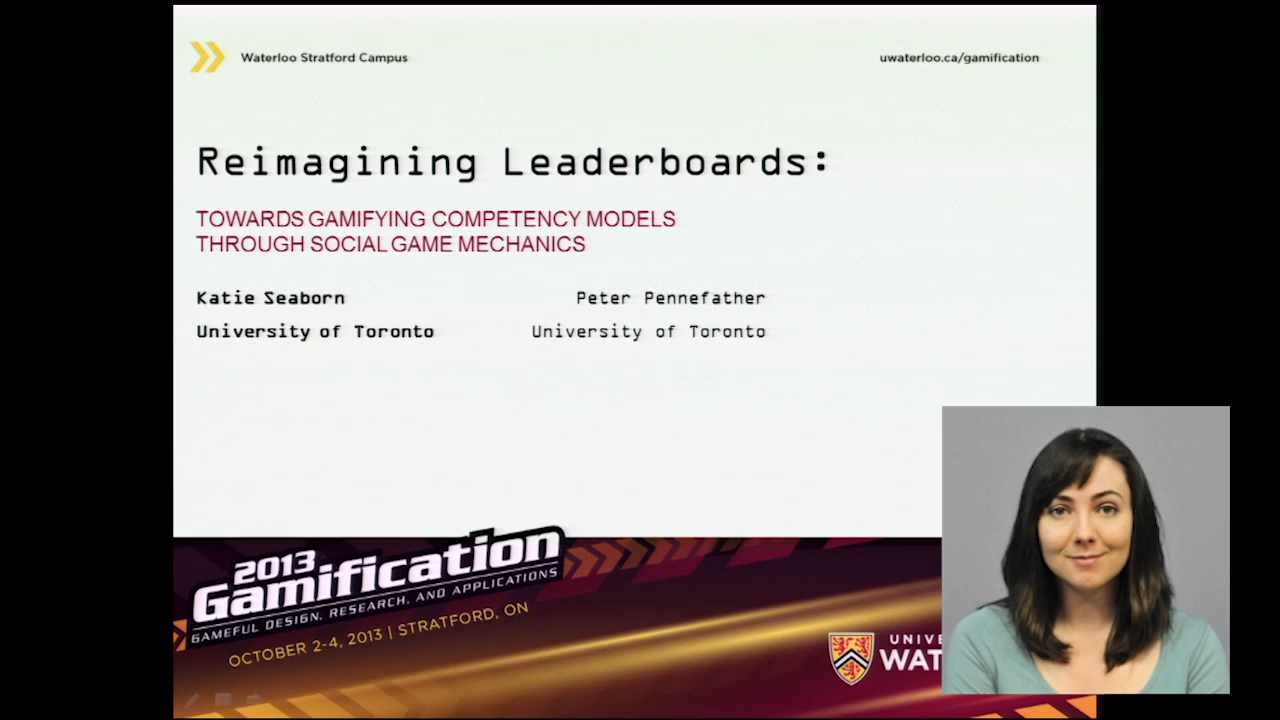 Waterloo Stratford Campus
uwaterloo.ca/gamification
Reimagining Leaderboards:
TOWARDS GAMIFYING COMPETENCY MODELS
THROUGH SOCIAL GAME MECHANICS
Katie Seaborn
Peter Pennefather
University of Toronto
University of Toronto
2013
Gamification
GAMEFUL DESIGN, RESEARCH, AND APPLICATIONS
OCTOBER 2-4, 2013 | STRATFORD, ON
UNIVE
WAT